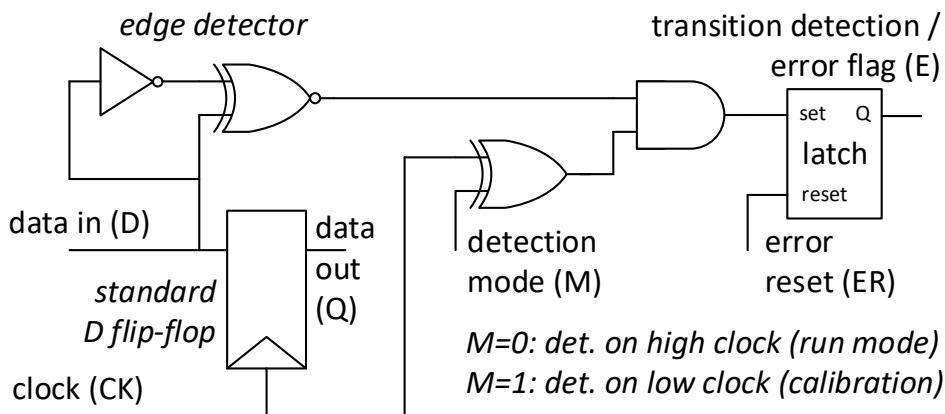 edge detector
transition detection /
error flag (E)
set Q
latch
reset
data in (D)
data
out
(Q)
detection
mode (M)
error
reset (ER)
standard
D flip-flop
M=0: det. on high clock (run mode)
M=1: det. on low clock (calibration)
clock (CK)